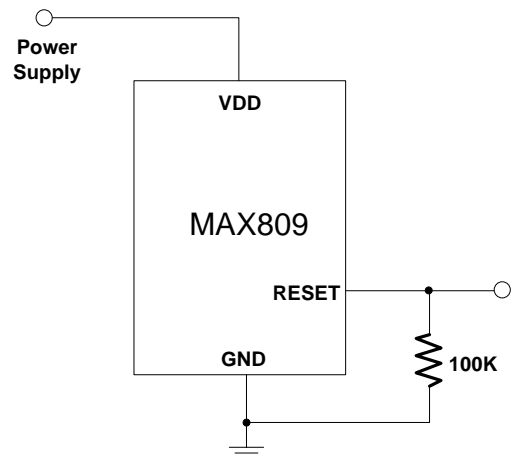 Power
Supply
VDD
MAX809
RESET
GND
100K